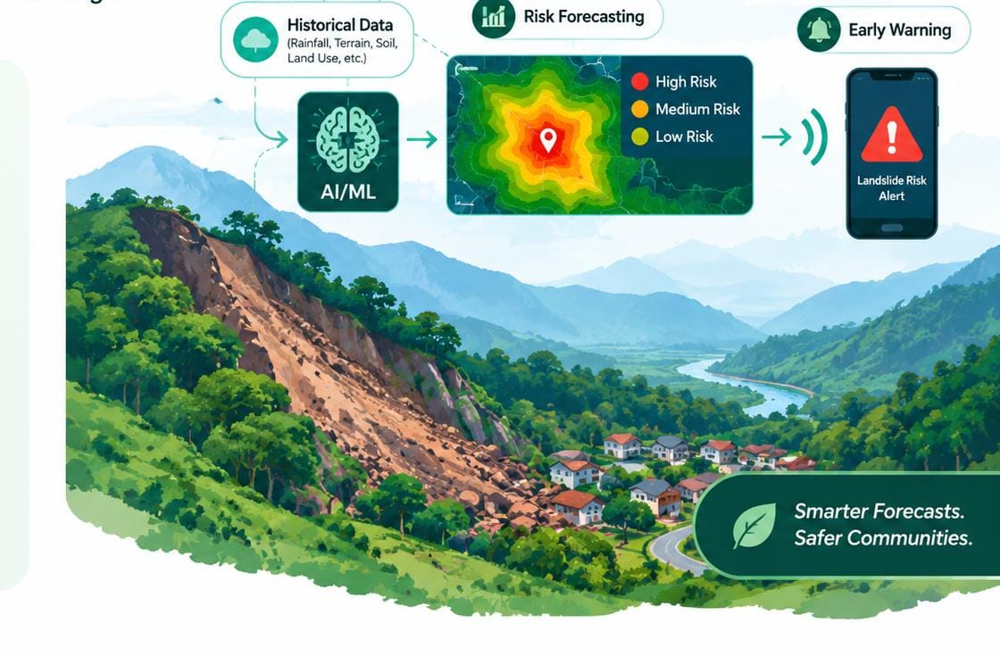 Historical Data
(Rainfall, Terrain, Soil,
Land Use, etc.)
Risk Forecasting
Early Warning
AI/ML
High Risk
Medium Risk
Low Risk
Landslide Risk
Alert
Smarter Forecasts.
Safer Communities.